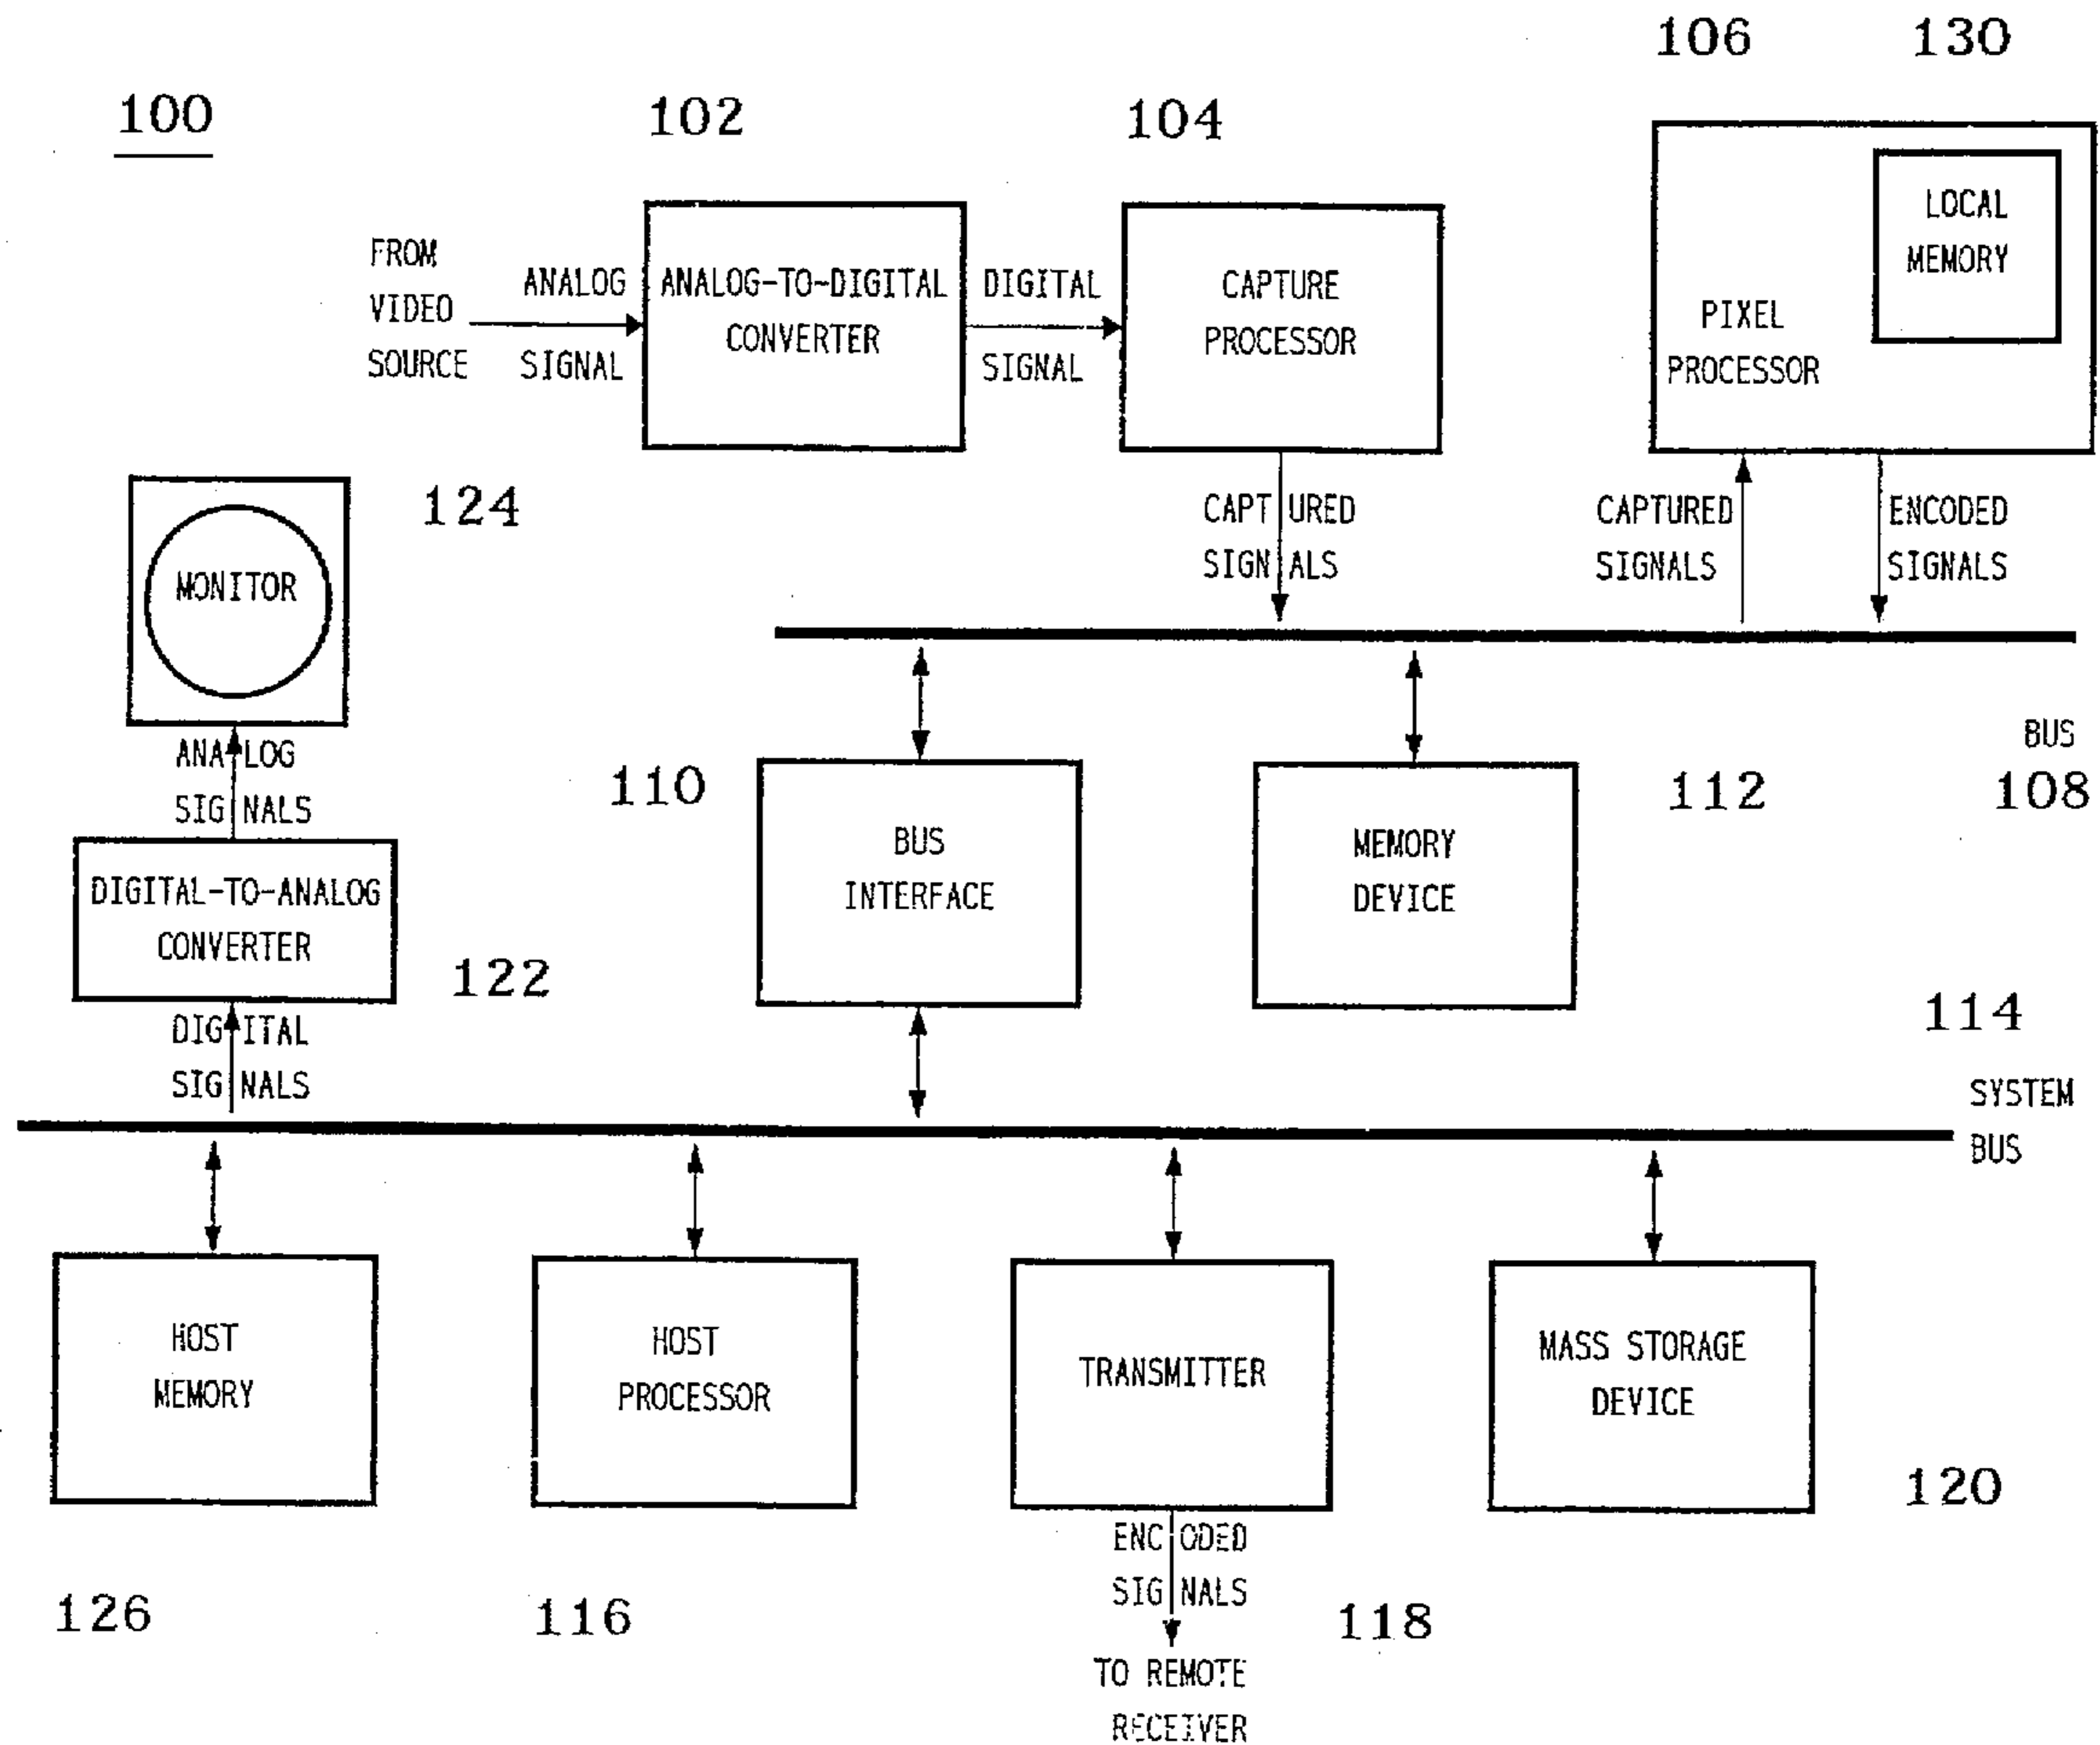 106
130
100
102
104
FROM
VIDEO
SOURCE
ANALOG
SIGNAL
ANALOG-TO-DIGITAL
CONVERTER
DIGITAL
SIGNAL
CAPTURE
PROCESSOR
LOCAL
MEMORY
PIXEL
PROCESSOR
124
MONITOR
CAPTURED
SIGNALS
CAPTURED
SIGNALS
ENCODED
SIGNALS
ANALOG
SIGNALS
110
BUS
INTERFACE
MEMORY
DEVICE
112
BUS
108
DIGITAL-TO-ANALOG
CONVERTER
122
DIGITAL
SIGNALS
114
SYSTEM
BUS
HOST
MEMORY
HOST
PROCESSOR
TRANSMITTER
MASS STORAGE
DEVICE
120
126
116
ENCODED
SIGNALS
118
TO REMOTE
RECEIVER